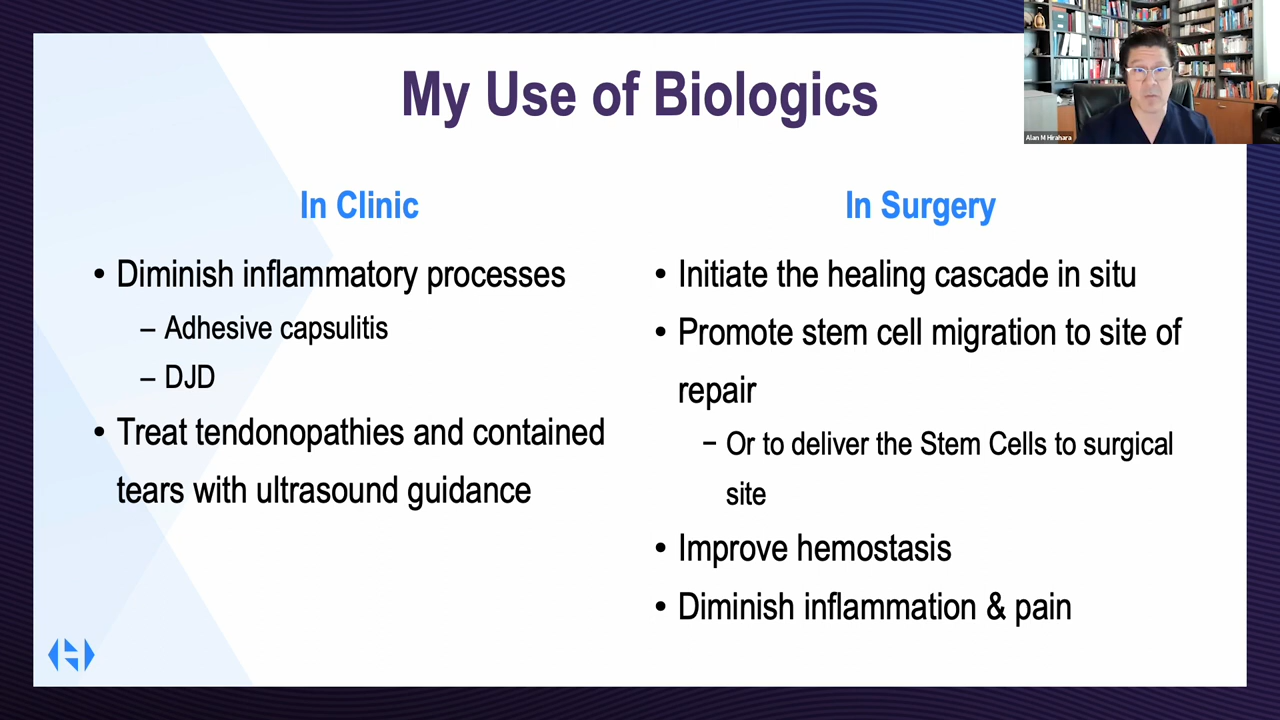 My Use of Biologics
Alan M Hirahara
In Clinic
• Diminish inflammatory processes
– Adhesive capsulitis
– DJD
• Treat tendonopathies and contained
tears with ultrasound guidance
In Surgery
• Initiate the healing cascade in situ
• Promote stem cell migration to site of
repair
– Or to deliver the Stem Cells to surgical
site
• Improve hemostasis
• Diminish inflammation & pain